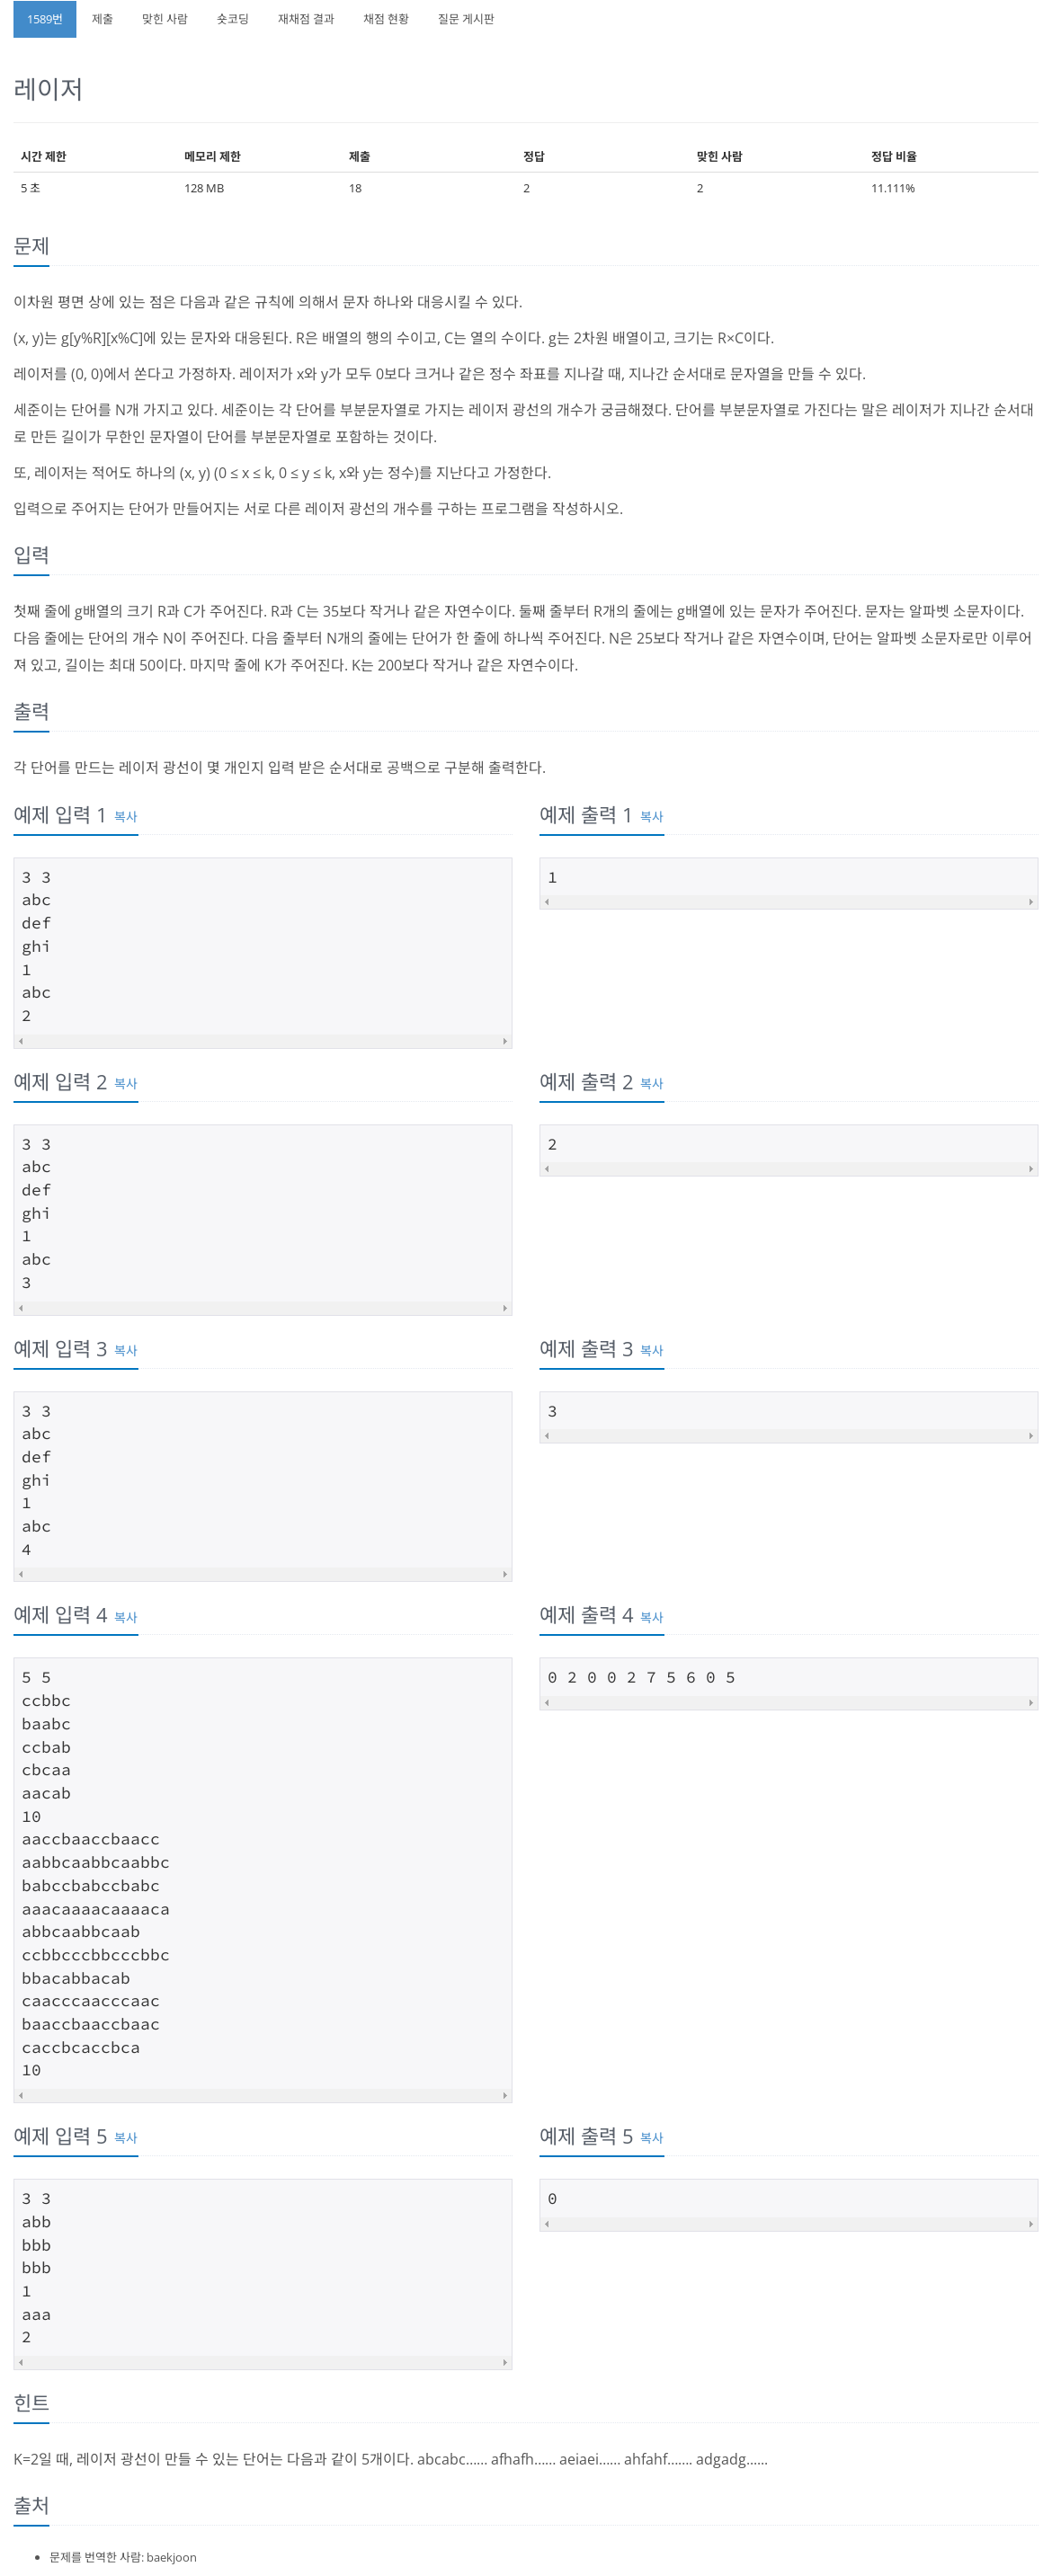 1589번 제출 맞힌 사람 숏코딩 재채점 결과 채점 현황 질문 게시판
레이저
시간 제한 메모리 제한 제출 정답 맞힌 사람 정답 비율
5 초 128 MB 18 2 2 11.111%
문제
이차원 평면 상에 있는 점은 다음과 같은 규칙에 의해서 문자 하나와 대응시킬 수 있다.
(x, y)는 g[y%R][x%C]에 있는 문자와 대응된다. R은 배열의 행의 수이고, C는 열의 수이다. g는 2차원 배열이고, 크기는 R×C이다.
레이저를 (0, 0)에서 쏜다고 가정하자. 레이저가 x와 y가 모두 0보다 크거나 같은 정수 좌표를 지나갈 때, 지나간 순서대로 문자열을 만들 수 있다.
세준이는 단어를 N개 가지고 있다. 세준이는 각 단어를 부분문자열로 가지는 레이저 광선의 개수가 궁금해졌다. 단어를 부분문자열로 가진다는 말은 레이저가 지나간 순서대
로 만든 길이가 무한인 문자열이 단어를 부분문자열로 포함하는 것이다.
또, 레이저는 적어도 하나의 (x, y) (0 ≤ x ≤ k, 0 ≤ y ≤ k, x와 y는 정수)를 지난다고 가정한다.
입력으로 주어지는 단어가 만들어지는 서로 다른 레이저 광선의 개수를 구하는 프로그램을 작성하시오.
입력
첫째 줄에 g배열의 크기 R과 C가 주어진다. R과 C는 35보다 작거나 같은 자연수이다. 둘째 줄부터 R개의 줄에는 g배열에 있는 문자가 주어진다. 문자는 알파벳 소문자이다.
다음 줄에는 단어의 개수 N이 주어진다. 다음 줄부터 N개의 줄에는 단어가 한 줄에 하나씩 주어진다. N은 25보다 작거나 같은 자연수이며, 단어는 알파벳 소문자로만 이루어
져 있고, 길이는 최대 50이다. 마지막 줄에 K가 주어진다. K는 200보다 작거나 같은 자연수이다.
출력
각 단어를 만드는 레이저 광선이 몇 개인지 입력 받은 순서대로 공백으로 구분해 출력한다.
예제 입력 1 복사
3 3
abc
def
ghi
1
abc
2
예제 출력 1 복사
1
예제 입력 2 복사
3 3
abc
def
ghi
1
abc
3
예제 출력 2 복사
2
예제 입력 3 복사
3 3
abc
def
ghi
1
abc
4
예제 출력 3 복사
3
예제 입력 4 복사
5 5
ccbbc
baabc
ccbab
cbcaa
aacab
10
aaccbaaccbaacc
aabbcaabbcaabbc
babccbabccbabc
aaacaaaacaaaaca
abbcaabbcaab
ccbbcccbbcccbbc
bbacabbacab
caacccaacccaac
baaccbaaccbaac
caccbcaccbca
10
예제 출력 4 복사
0 2 0 0 2 7 5 6 0 5
예제 입력 5 복사
3 3
abb
bbb
bbb
1
aaa
2
예제 출력 5 복사
0
힌트
K=2일 때, 레이저 광선이 만들 수 있는 단어는 다음과 같이 5개이다. abcabc...... afhafh...... aeiaei...... ahfahf....... adgadg......
출처
문제를 번역한 사람: baekjoon